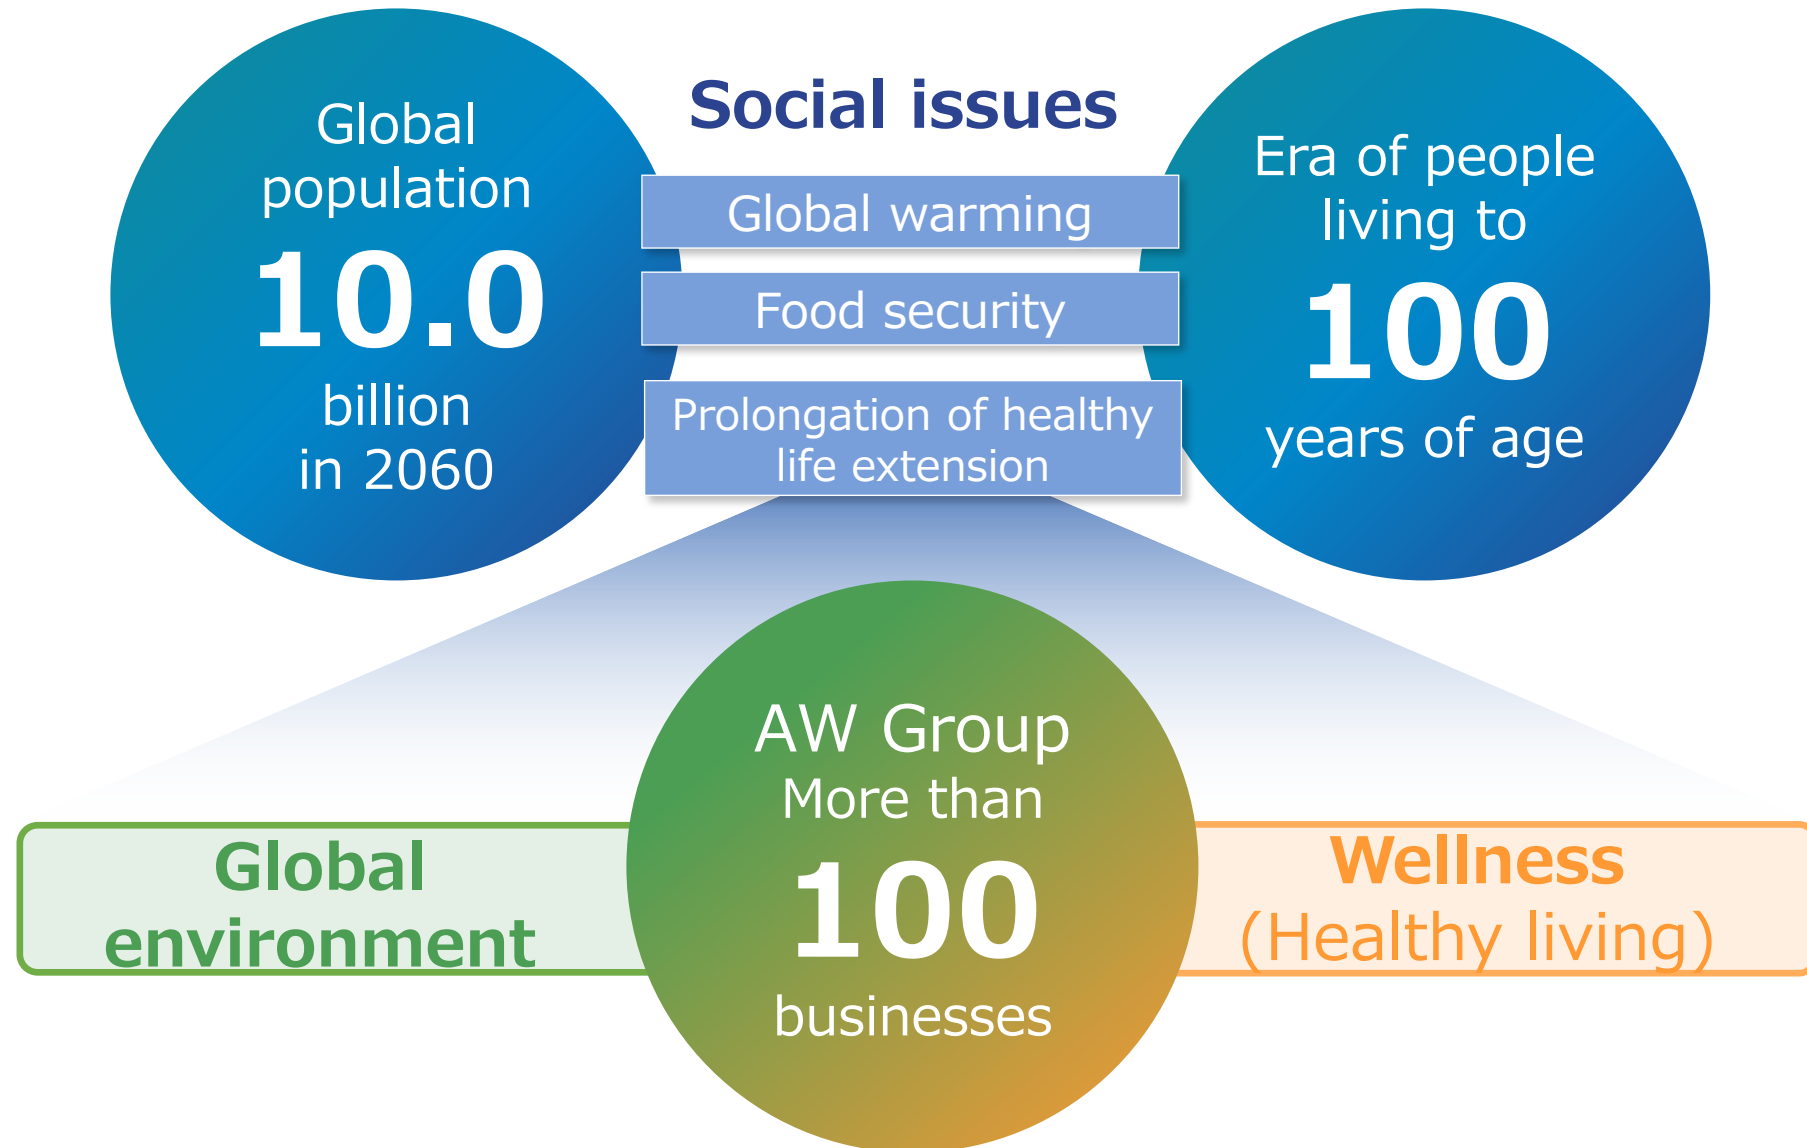 Global
population
10.0
billion
in 2060
Social issues
Global warming
Food security
Prolongation of healthy
life extension
Era of people
living to
100
years of age
Global
environment
AW Group
More than
100
businesses
Wellness
(Healthy living)